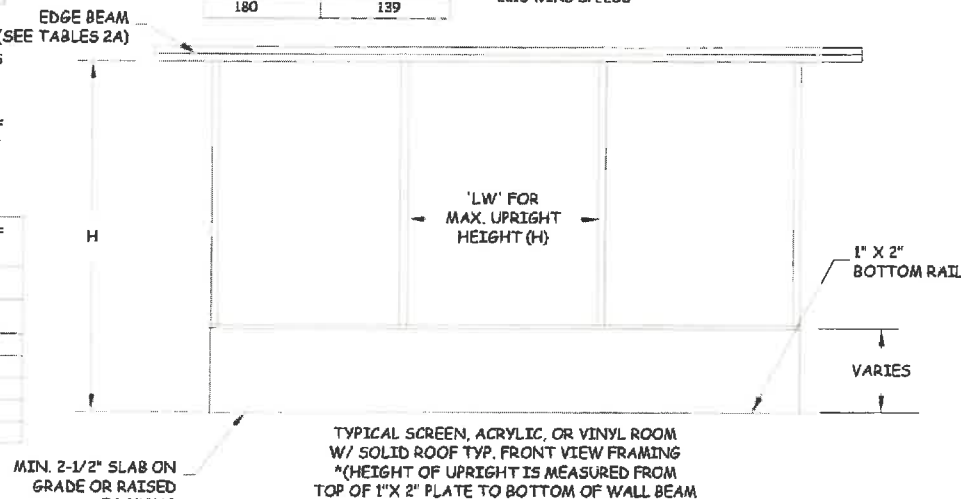 180 139
EDGE BEAM
(SEE TABLES 2A)
H
'LW' FOR
MAX. UPRIGHT
HEIGHT (H)
1" X 2"
BOTTOM RAIL
VARIES
MIN. 2-1/2" SLAB ON
GRADE OR RAISED
TYPICAL SCREEN, ACRYLIC, OR VINYL ROOM
W/ SOLID ROOF TYP. FRONT VIEW FRAMING
*(HEIGHT OF UPRIGHT IS MEASURED FROM
TOP OF 1"X 2" PLATE TO BOTTOM OF WALL BEAM